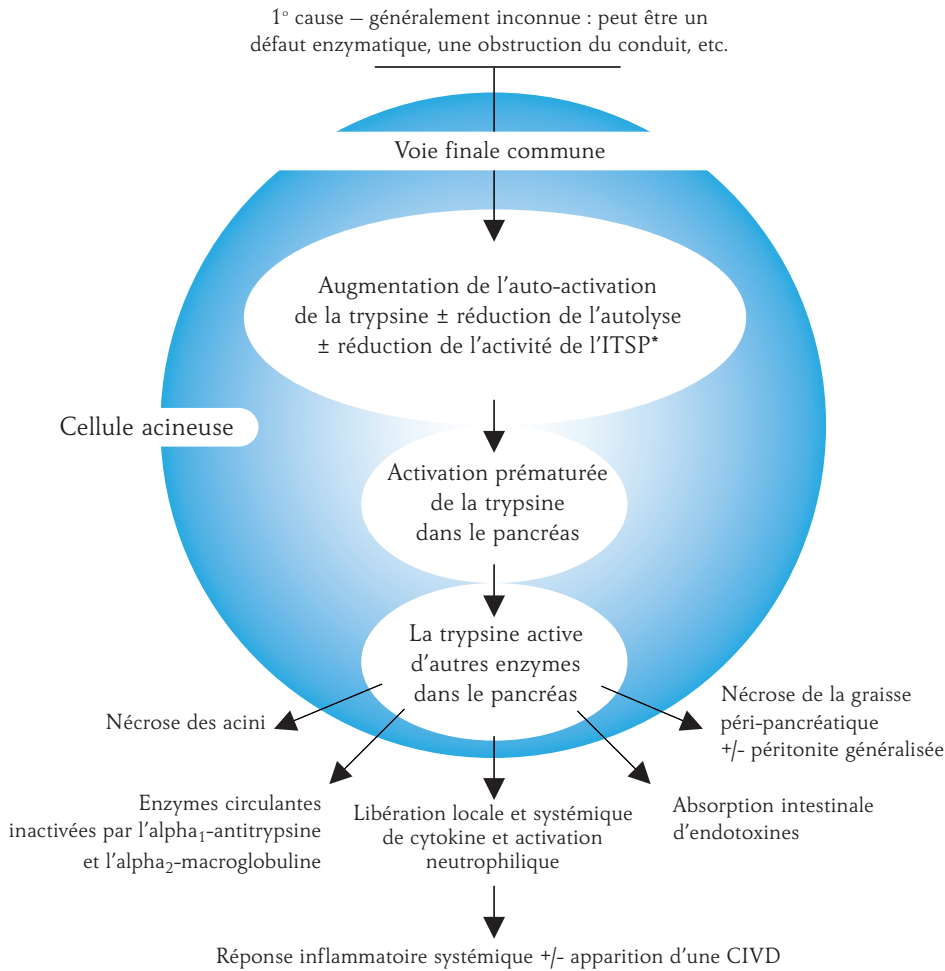 1° cause – généralement inconnue : peut être un
défaut enzymatique, une obstruction du conduit, etc.
Voie finale commune
Augmentation de l’auto-activation
de la trypsine ± réduction de l’autolyse
± réduction de l’activité de l’ITSP*
Cellule acineuse
Activation prématurée
de la trypsine
dans le pancréas
La trypsine active
d’autres enzymes
dans le pancréas
Nécrose des acini
Nécrose de la graisse
péri-pancréatique
+/- péritonite généralisée
Enzymes circulantes
inactivées par l’alpha₁-antitrypsine
et l’alpha₂-macroglobuline
Libération locale et systémique
de cytokine et activation
neutrophilique
Absorption intestinale
d’endotoxines
Réponse inflammatoire systémique +/- apparition d’une CIVD